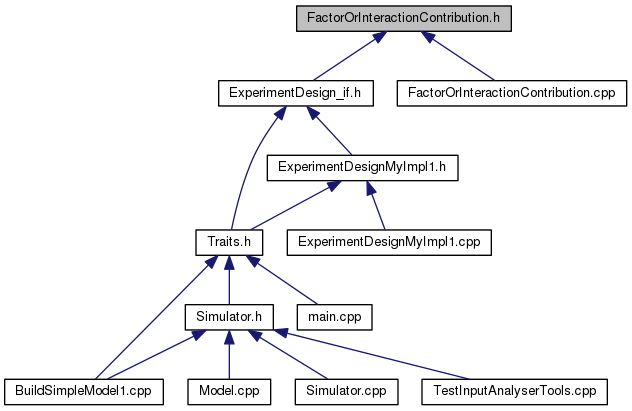 FactorOrInteractionContribution.h
ExperimentDesign_if.h
FactorOrInteractionContribution.cpp
ExperimentDesignMyImpl1.h
Traits.h
ExperimentDesignMyImpl1.cpp
Simulator.h
main.cpp
BuildSimpleModel1.cpp
Model.cpp
Simulator.cpp
TestInputAnalyserTools.cpp